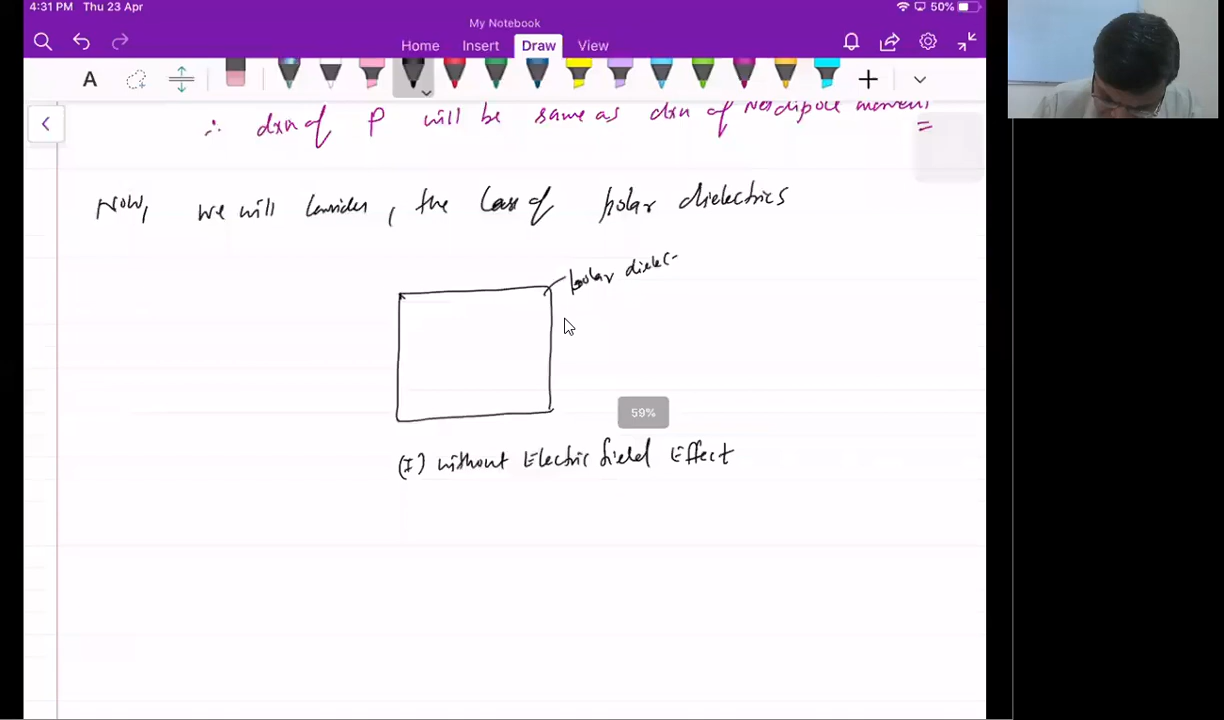 4:31 PM Thu 23 Apr
50%
My Notebook
Home Insert Draw View
A
∴ drn of P will be same as drn of Net dipole moment
=
Now, we will Consider, the Case of polar dielectrics
polar dielec-
59%
(I) without Electric field Effect